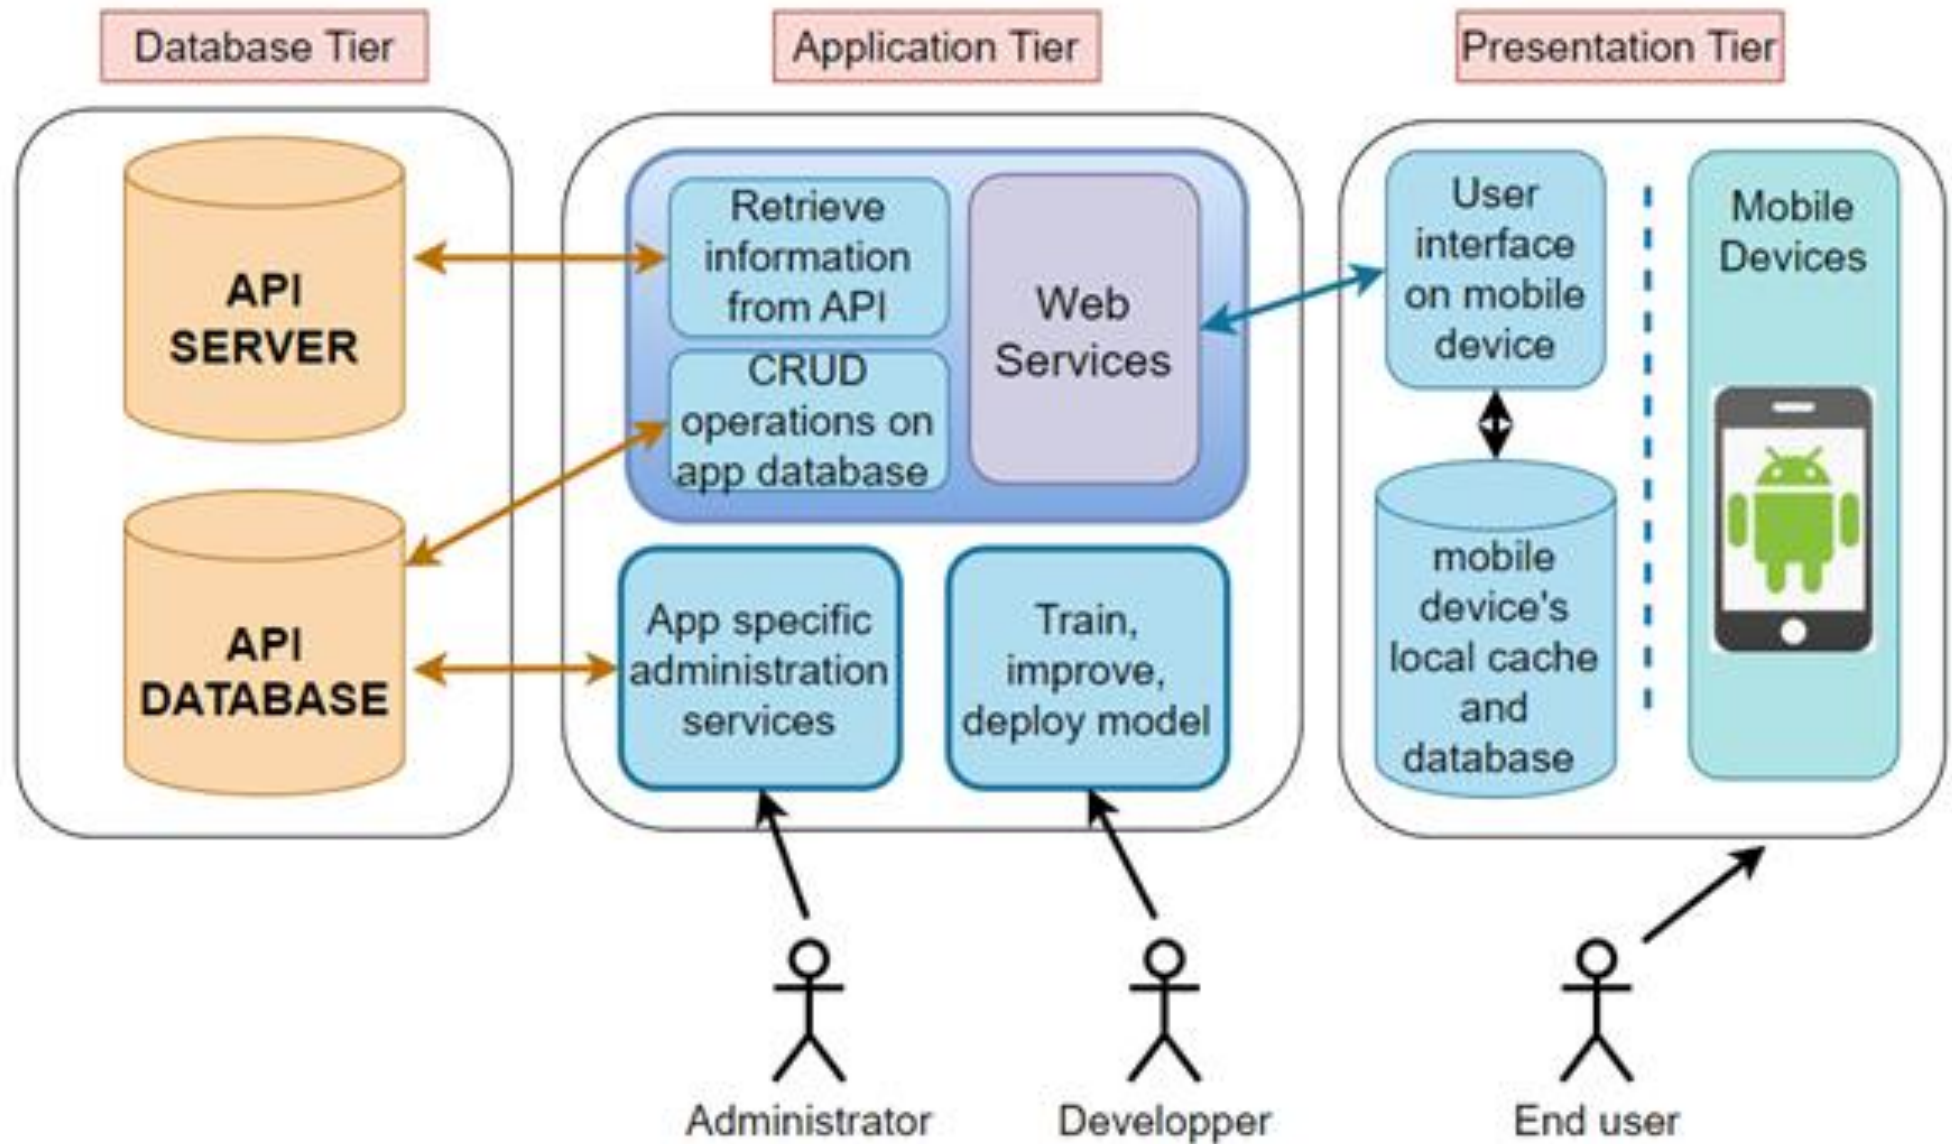 Database Tier
Application Tier
Presentation Tier
API
SERVER
API
DATABASE
Retrieve
information
from API
CRUD
operations on
app database
Web
Services
App specific
administration
services
Train,
improve,
deploy model
User
interface
on mobile
device
mobile
device's
local cache
and
database
Mobile
Devices
Administrator
Developper
End user